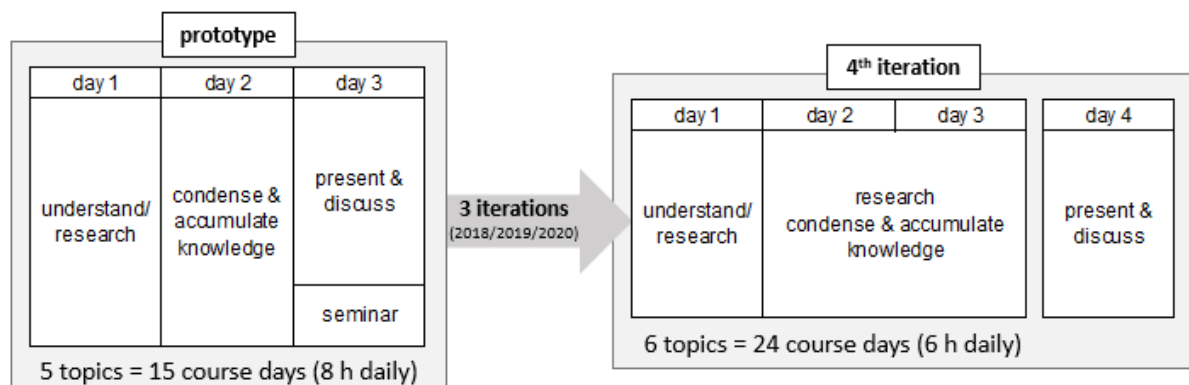 prototype
day 1
day 2
day 3
understand/
research
condense &
accumulate
knowledge
present &
discuss
seminar
5 topics = 15 course days (8 h daily)
3 iterations
(2018/2019/2020)
4th iteration
day 1
day 2
day 3
day 4
understand/
research
research
condense & accumulate
knowledge
present &
discuss
6 topics = 24 course days (6 h daily)